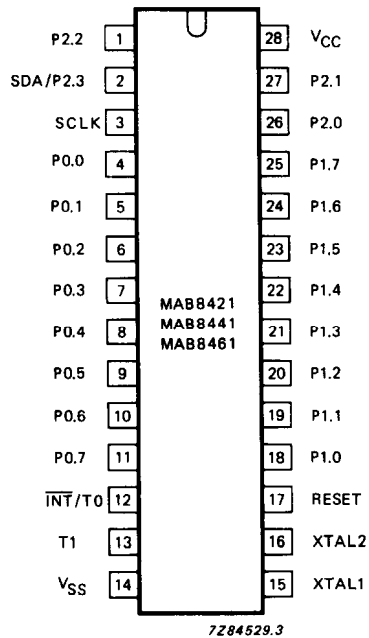 P2.2 1 28 VCC
SDA/P2.3 2 27 P2.1
SCLK 3 26 P2.0
P0.0 4 25 P1.7
P0.1 5 24 P1.6
P0.2 6 23 P1.5
P0.3 7 22 P1.4
MAB8421
MAB8441
MAB8461
P0.4 8 21 P1.3
P0.5 9 20 P1.2
P0.6 10 19 P1.1
P0.7 11 18 P1.0
INT/T0 12 17 RESET
T1 13 16 XTAL2
VSS 14 15 XTAL1
7Z84529.3